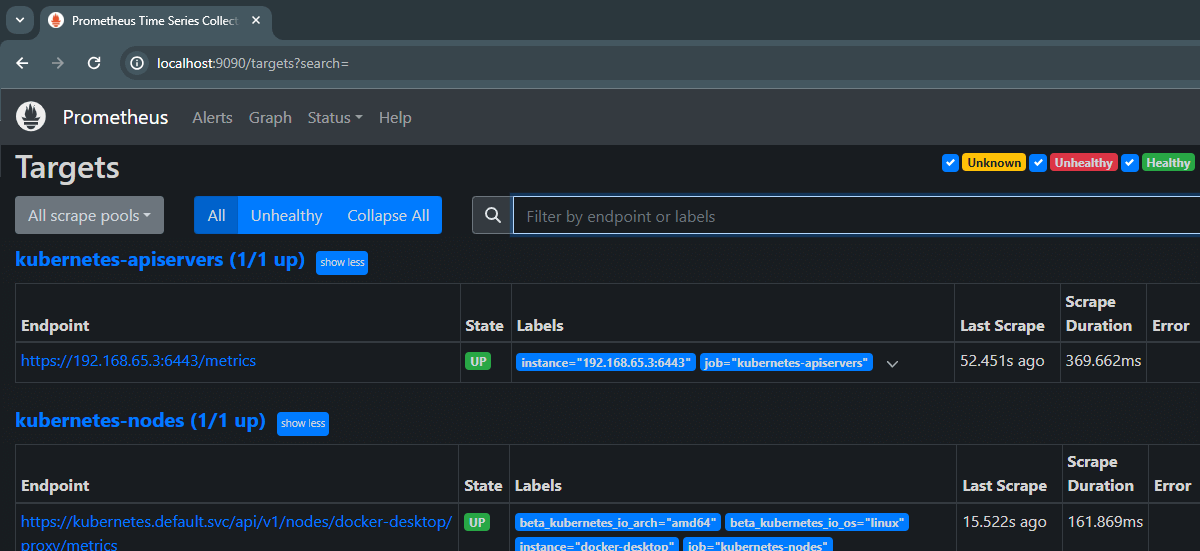 Prometheus Time Series Collect
localhost:9090/targets?search=
Prometheus Alerts Graph Status Help
Targets
Unknown Unhealthy Healthy
All scrape pools All Unhealthy Collapse All Filter by endpoint or labels
kubernetes-apiservers (1/1 up) show less
Endpoint State Labels Last Scrape Scrape Duration Error
https://192.168.65.3:6443/metrics UP instance="192.168.65.3:6443" job="kubernetes-apiservers" 52.451s ago 369.662ms
kubernetes-nodes (1/1 up) show less
Endpoint State Labels Last Scrape Scrape Duration Error
https://kubernetes.default.svc/api/v1/nodes/docker-desktop/ UP beta_kubernetes_io_arch="amd64" beta_kubernetes_io_os="linux" 15.522s ago 161.869ms
proxy/metrics instance="docker-desktop" job="kubernetes-nodes"